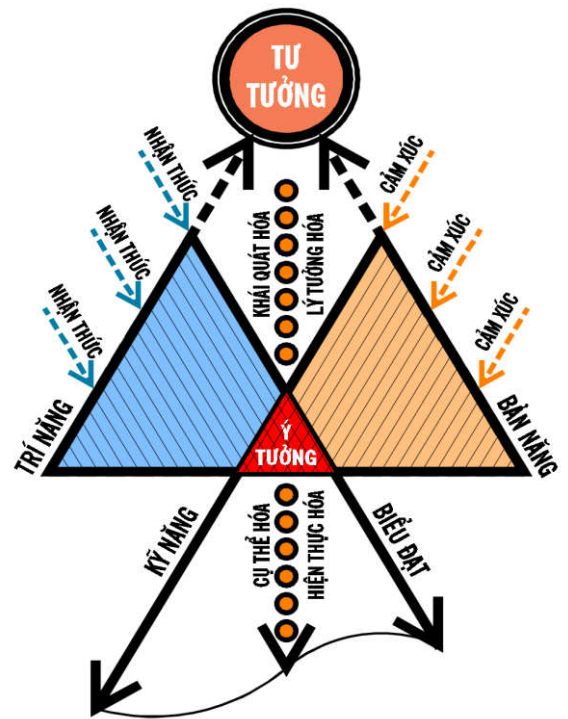 TƯ
TƯỞNG
NHẬN THỨC
CẢM XÚC
NHẬN THỨC
CẢM XÚC
NHẬN THỨC
CẢM XÚC
KHÁI QUÁT HÓA
LÝ TƯỞNG HÓA
TRÍ NĂNG
BẢN NĂNG
Ý
TƯỞNG
KỸ NĂNG
CỤ THỂ HÓA
HIỆN THỰC HÓA
BIỂU ĐẠT